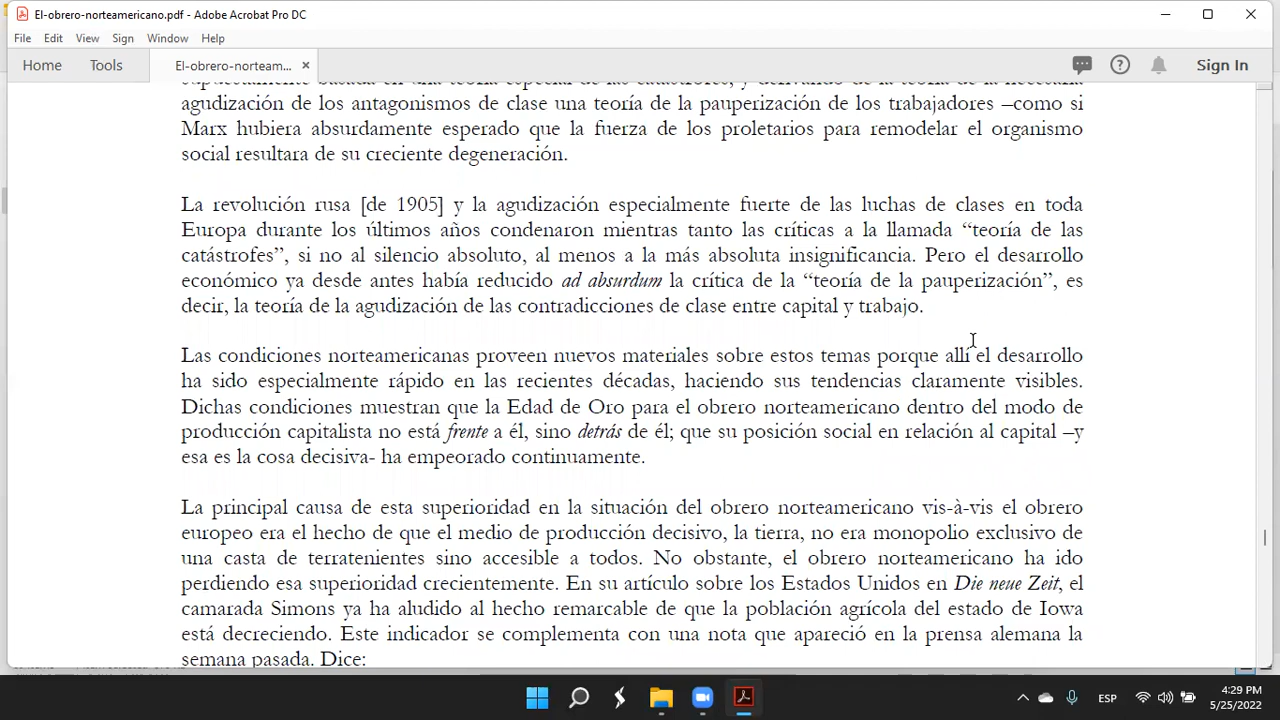 El-obrero-norteamericano.pdf - Adobe Acrobat Pro DC
File Edit View Sign Window Help
Home Tools El-obrero-norteam... × Sign In
agudización de los antagonismos de clase una teoría de la pauperización de los trabajadores –como si
Marx hubiera absurdamente esperado que la fuerza de los proletarios para remodelar el organismo
social resultara de su creciente degeneración.
La revolución rusa [de 1905] y la agudización especialmente fuerte de las luchas de clases en toda
Europa durante los últimos años condenaron mientras tanto las críticas a la llamada “teoría de las
catástrofes”, si no al silencio absoluto, al menos a la más absoluta insignificancia. Pero el desarrollo
económico ya desde antes había reducido ad absurdum la crítica de la “teoría de la pauperización”, es
decir, la teoría de la agudización de las contradicciones de clase entre capital y trabajo.
Las condiciones norteamericanas proveen nuevos materiales sobre estos temas porque allí el desarrollo
ha sido especialmente rápido en las recientes décadas, haciendo sus tendencias claramente visibles.
Dichas condiciones muestran que la Edad de Oro para el obrero norteamericano dentro del modo de
producción capitalista no está frente a él, sino detrás de él; que su posición social en relación al capital –y
esa es la cosa decisiva- ha empeorado continuamente.
La principal causa de esta superioridad en la situación del obrero norteamericano vis-à-vis el obrero
europeo era el hecho de que el medio de producción decisivo, la tierra, no era monopolio exclusivo de
una casta de terratenientes sino accesible a todos. No obstante, el obrero norteamericano ha ido
perdiendo esa superioridad crecientemente. En su artículo sobre los Estados Unidos en Die neue Zeit, el
camarada Simons ya ha aludido al hecho remarcable de que la población agrícola del estado de Iowa
está decreciendo. Este indicador se complementa con una nota que apareció en la prensa alemana la
semana pasada. Dice:
ESP
4:29 PM
5/25/2022